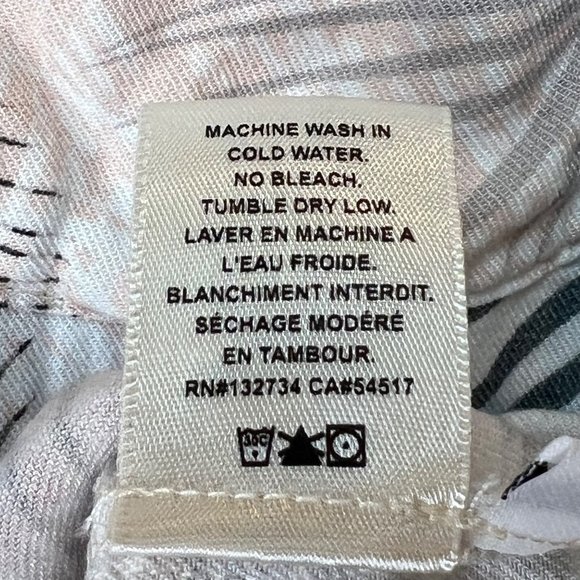 MACHINE WASH IN
COLD WATER.
NO BLEACH.
TUMBLE DRY LOW.
LAVER EN MACHINE A
L'EAU FROIDE.
BLANCHIMENT INTERDIT.
SÉCHAGE MODÉRÉ
EN TAMBOUR.
RN#132734 CA#54517
30C